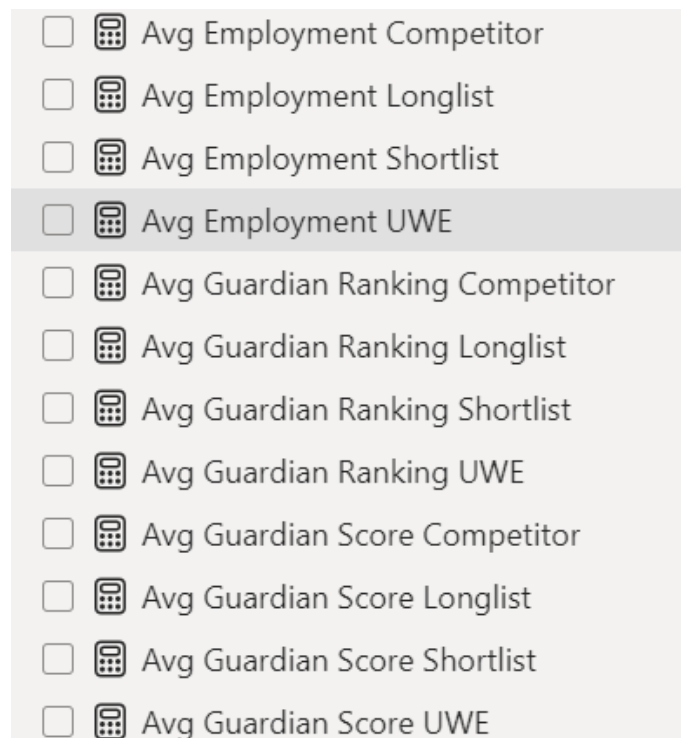 Avg Employment Competitor
Avg Employment Longlist
Avg Employment Shortlist
Avg Employment UWE
Avg Guardian Ranking Competitor
Avg Guardian Ranking Longlist
Avg Guardian Ranking Shortlist
Avg Guardian Ranking UWE
Avg Guardian Score Competitor
Avg Guardian Score Longlist
Avg Guardian Score Shortlist
Avg Guardian Score UWE